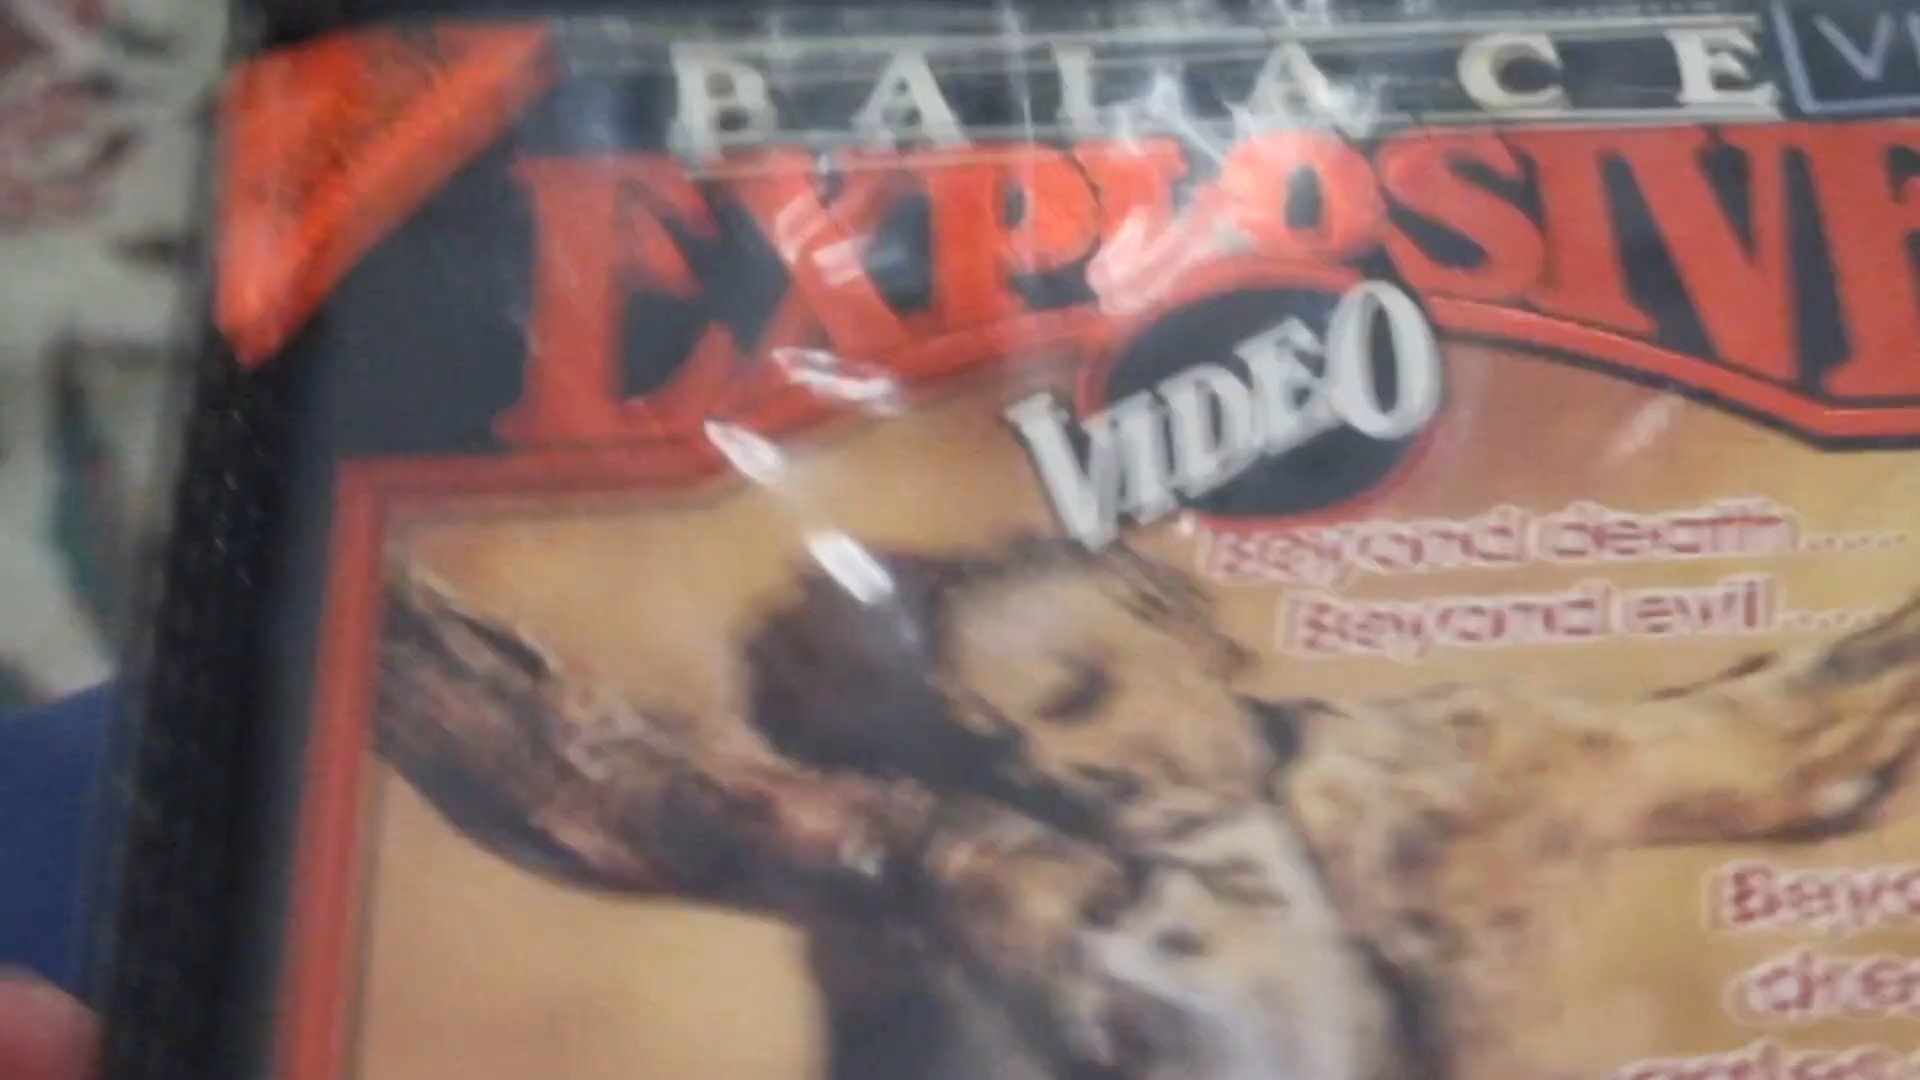 PALACE
EXPLOSIVE
VIDEO
Beyond death.....
Beyond evil.....